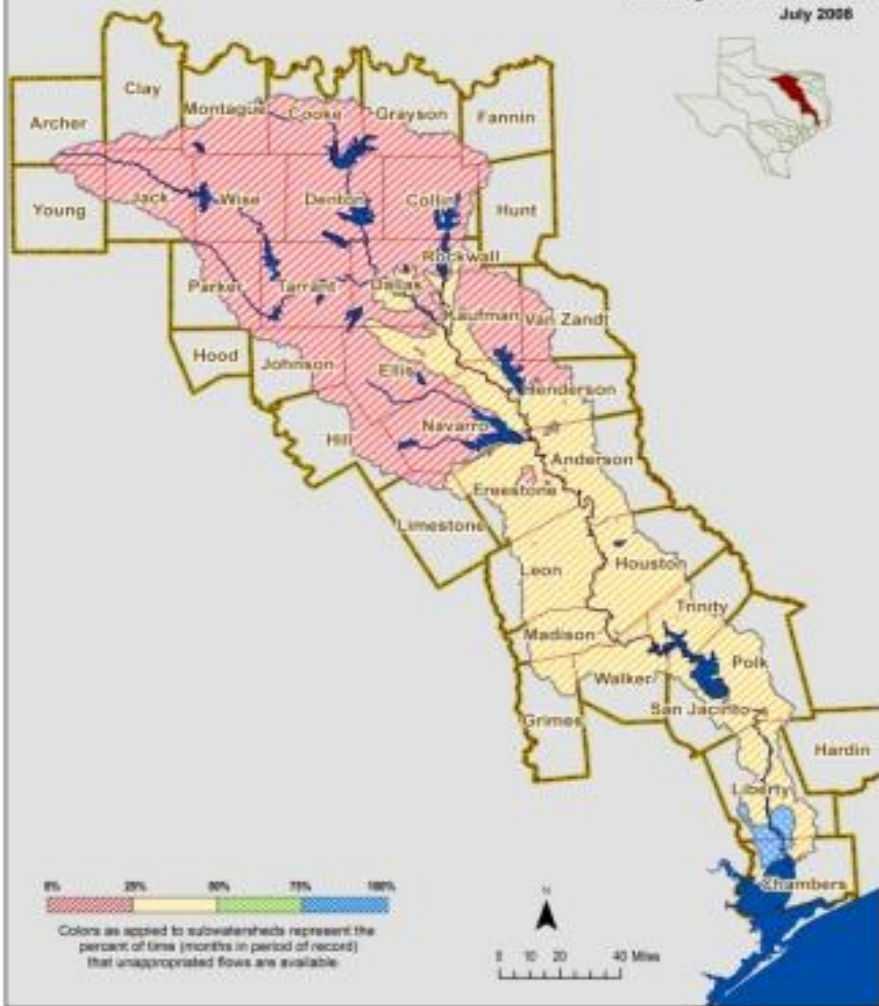 July 2008
Clay
Montague
Cooke
Grayson
Fannin
Archer
Young
Jack
Wise
Denton
Collin
Hunt
Rockwall
Parker
Tarrant
Dallas
Kaufman
Van Zandt
Hood
Johnson
Ellis
Henderson
Hill
Navarro
Anderson
Freestone
Limestone
Leon
Houston
Trinity
Madison
Polk
Walker
San Jacinto
Grimes
Hardin
Liberty
Chambers
0% 25% 50% 75% 100%
Colors as applied to subwatersheds represent the
percent of time (months in period of record)
that unappropriated flows are available
N
0 10 20 40 Miles